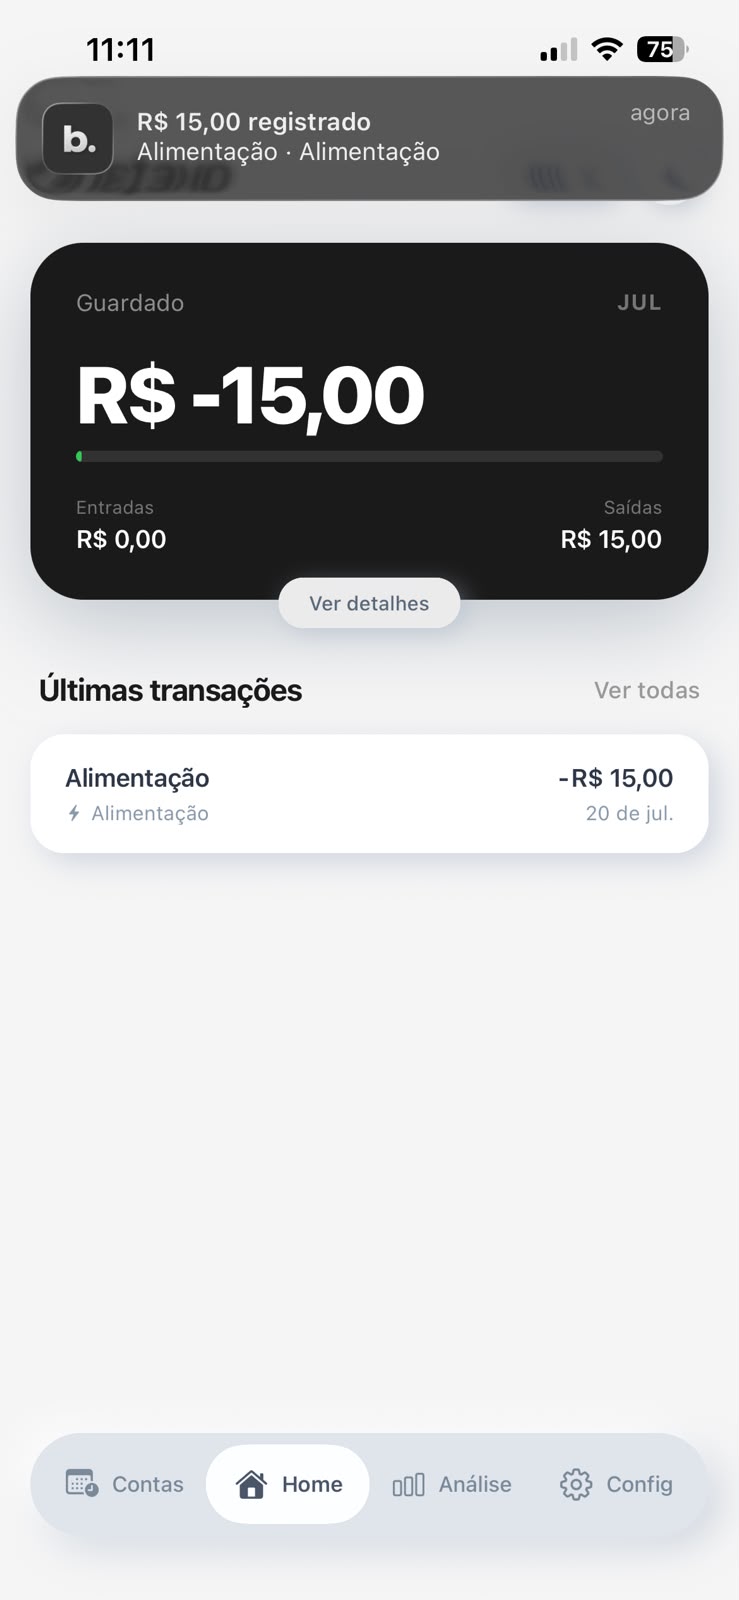 11:11
75
b.
R$ 15,00 registrado
agora
Alimentação · Alimentação
Guardado
JUL
R$ -15,00
Entradas
Saídas
R$ 0,00
R$ 15,00
Ver detalhes
Últimas transações
Ver todas
Alimentação
-R$ 15,00
Alimentação
20 de jul.
Contas
Home
Análise
Config